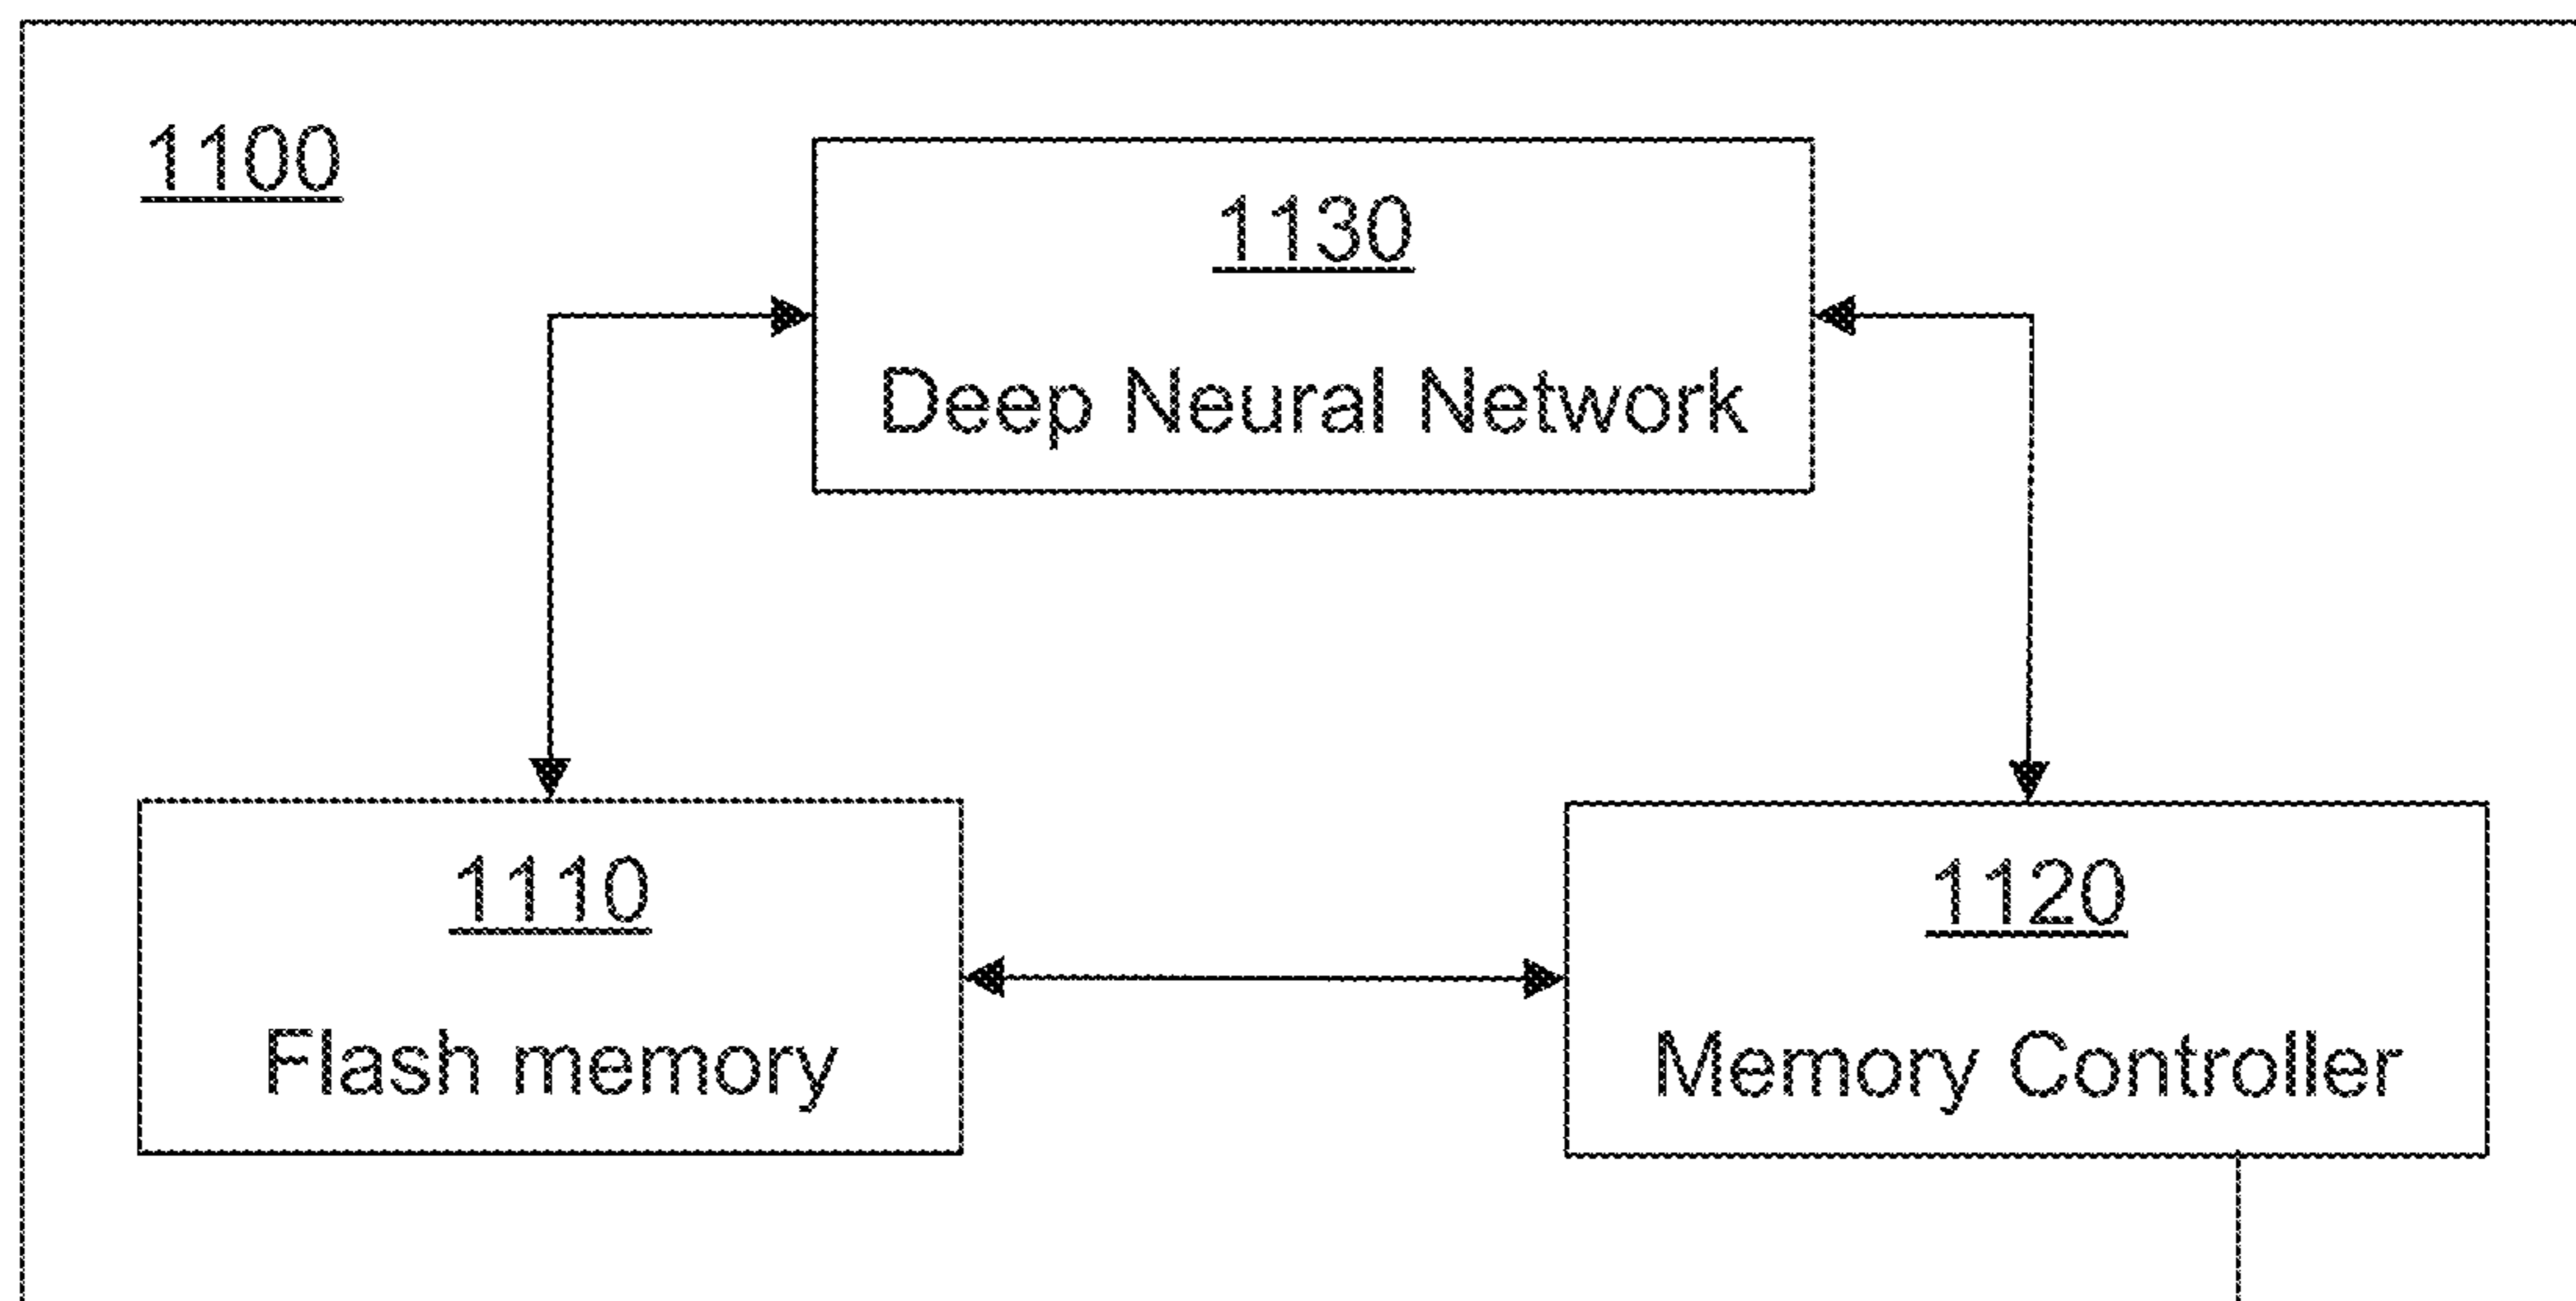 1100
1130
Deep Neural Network
1110
Flash memory
1120
Memory Controller